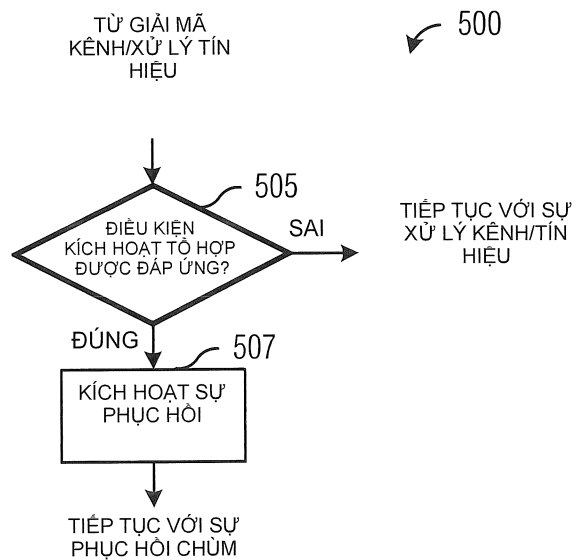 TỪ GIẢI MÃ
KÊNH/XỬ LÝ TÍN
HIỆU
500
505
ĐIỀU KIỆN
KÍCH HOẠT TỔ HỢP
ĐƯỢC ĐÁP ỨNG?
SAI
TIẾP TỤC VỚI SỰ
XỬ LÝ KÊNH/TÍN
HIỆU
ĐÚNG
507
KÍCH HOẠT SỰ
PHỤC HỒI
TIẾP TỤC VỚI SỰ
PHỤC HỒI CHÙM